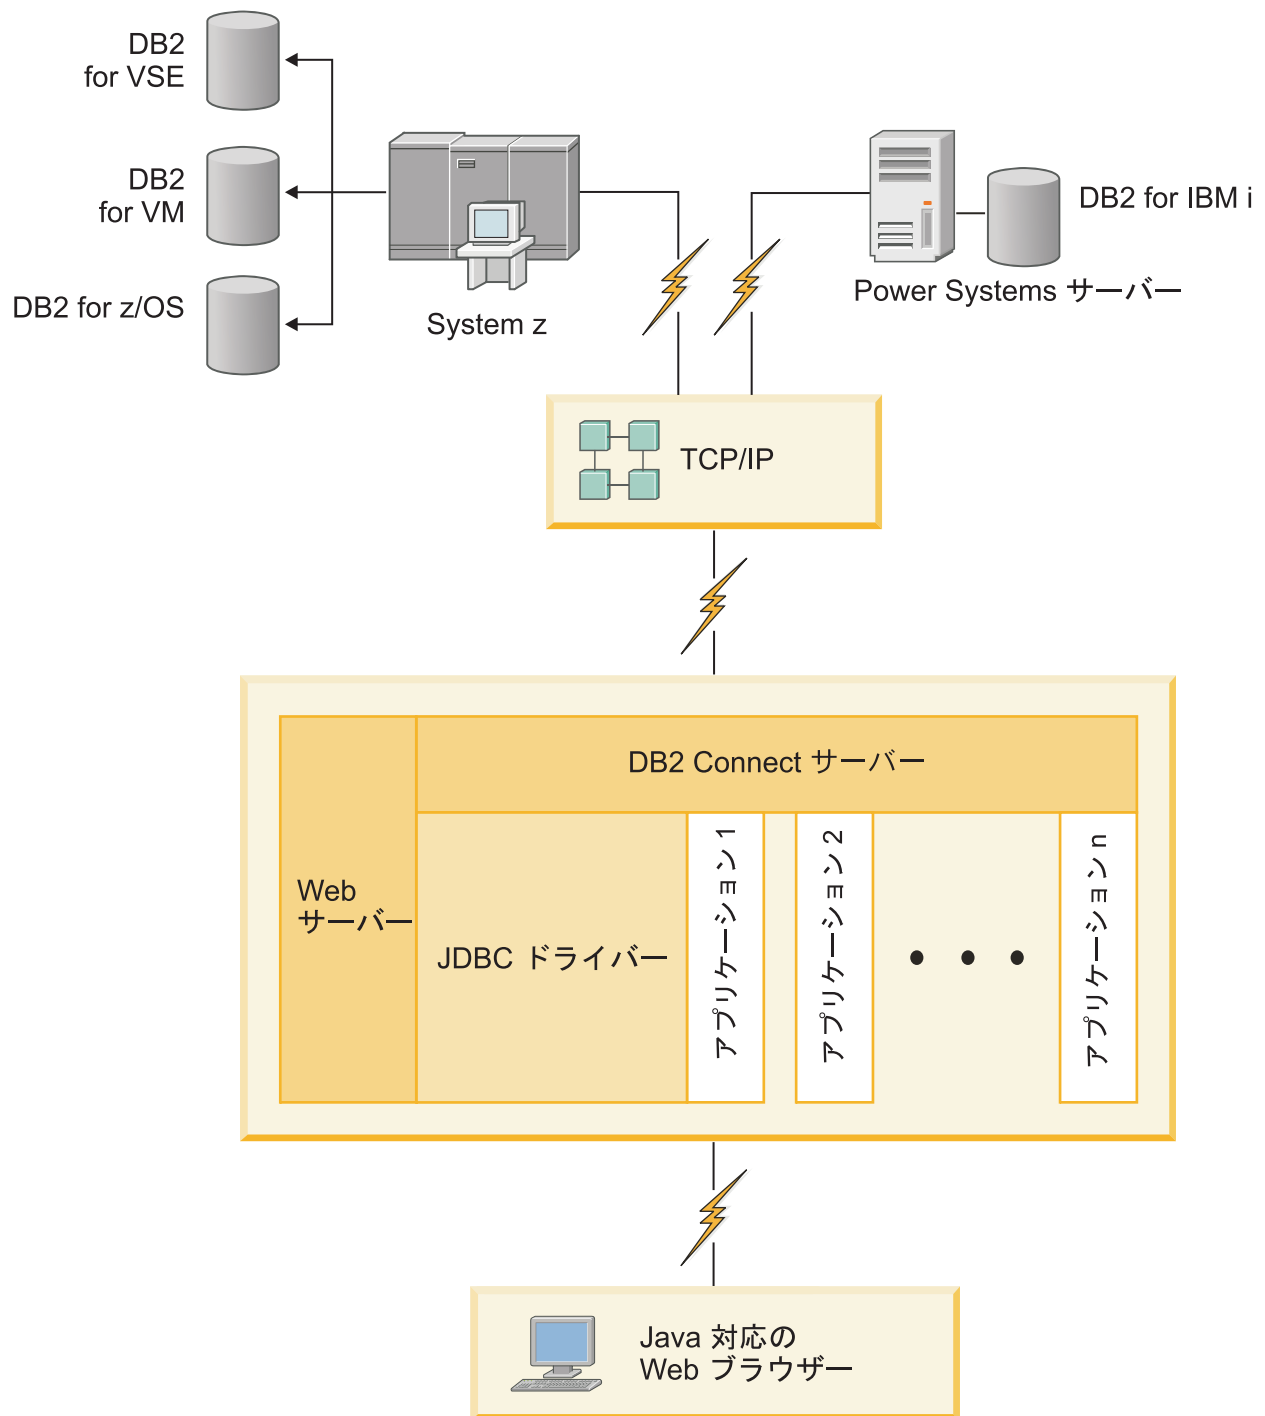 DB2
for VSE
DB2
for VM
DB2 for z/OS
System z
DB2 for IBM i
Power Systems サーバー
TCP/IP
DB2 Connect サーバー
Web
サーバー
JDBC ドライバー
アプリケーション 1
アプリケーション 2
アプリケーション n
Java 対応の
Web ブラウザー